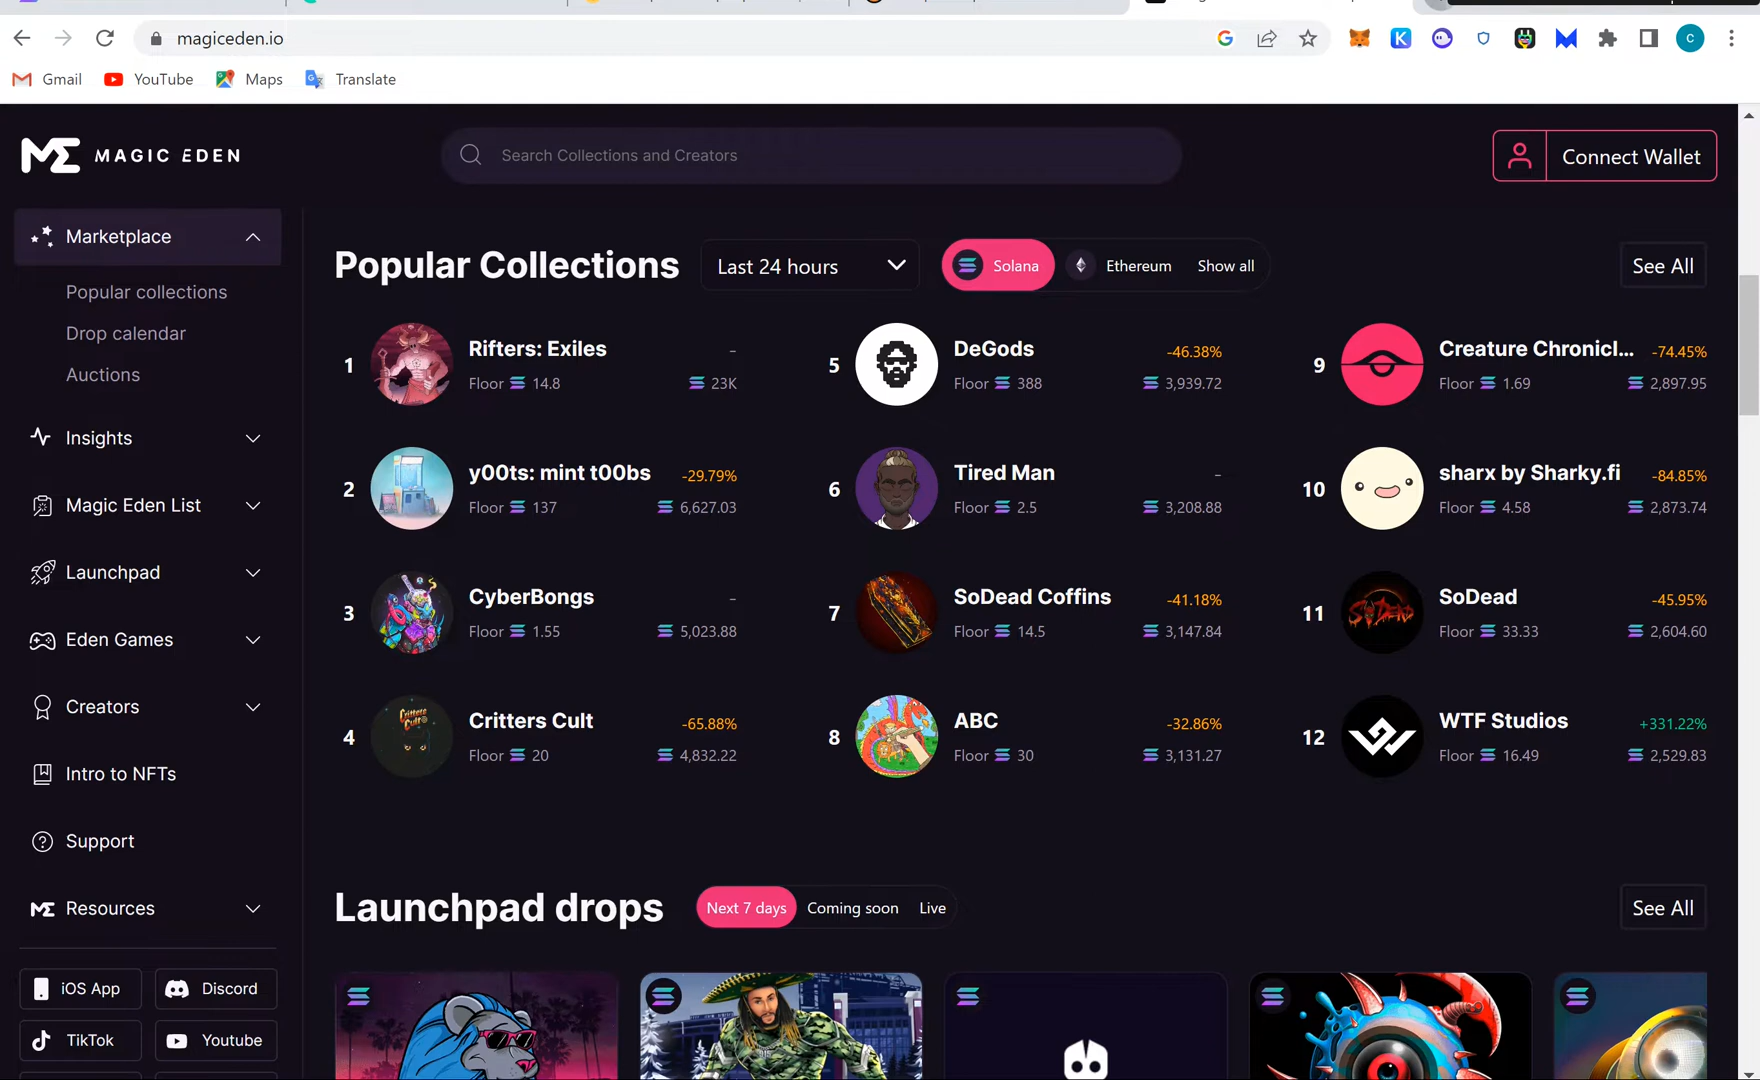 magiceden.io
C
Gmail YouTube Maps Translate
MAGIC EDEN
Search Collections and Creators
Connect Wallet
Marketplace
Popular collections
Drop calendar
Auctions
Insights
Magic Eden List
Launchpad
Eden Games
Creators
Intro to NFTs
Support
Resources
iOS App Discord
TikTok Youtube
Popular Collections Last 24 hours Solana Ethereum Show all See All
1 Rifters: Exiles –
Floor 14.8 23K
2 y00ts: mint t00bs -29.79%
Floor 137 6,627.03
3 CyberBongs –
Floor 1.55 5,023.88
4 Critters Cult -65.88%
Floor 20 4,832.22
5 DeGods -46.38%
Floor 388 3,939.72
6 Tired Man –
Floor 2.5 3,208.88
7 SoDead Coffins -41.18%
Floor 14.5 3,147.84
8 ABC -32.86%
Floor 30 3,131.27
9 Creature Chronicl... -74.45%
Floor 1.69 2,897.95
10 sharx by Sharky.fi -84.85%
Floor 4.58 2,873.74
11 SoDead -45.95%
Floor 33.33 2,604.60
12 WTF Studios +331.22%
Floor 16.49 2,529.83
Launchpad drops Next 7 days Coming soon Live See All